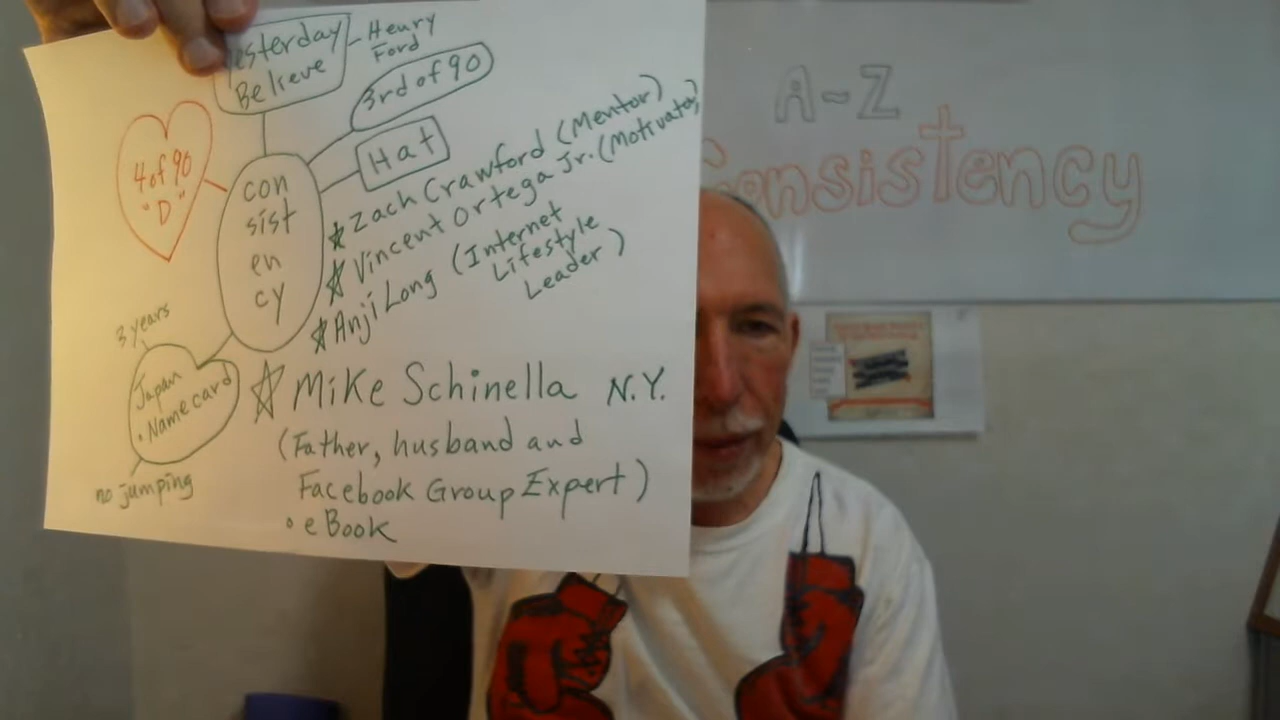 Yesterday
Believe
Henry
Ford
3rd of 90
Hat
4 of 90
"D"
con
sist
en
cy
★ Zach Crawford (Mentor)
★ Vincent Ortega Jr. (Motivator)
★ Anji Long (Internet
Lifestyle
Leader)
3 years
Japan
• Name card
no jumping
★ Mike Schinella N.Y.
(Father, husband and
Facebook Group Expert)
• eBook
A-Z
Consistency